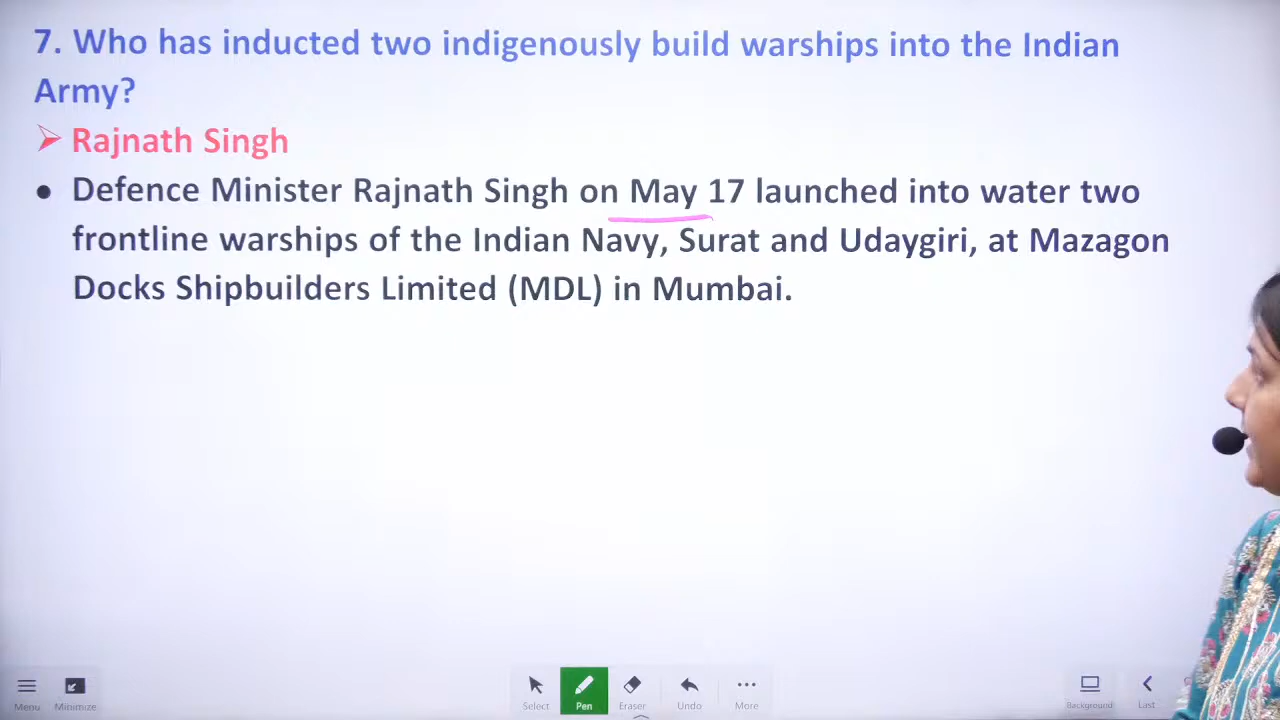 7. Who has inducted two indigenously build warships into the Indian
Army?
Rajnath Singh
Defence Minister Rajnath Singh on May 17 launched into water two
frontline warships of the Indian Navy, Surat and Udaygiri, at Mazagon
Docks Shipbuilders Limited (MDL) in Mumbai.
Menu
Minimize
Select
Pen
Eraser
Undo
More
Background
Last